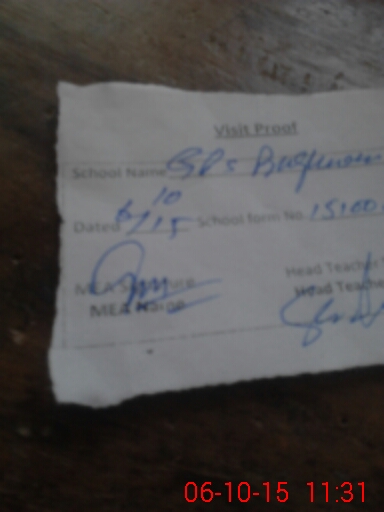 Visit Proof
School Name GPS
Dated 6/10/15 School form No. 15100
MEA Signature Head Teacher
MEA Name Head Teache
06-10-15 11:31